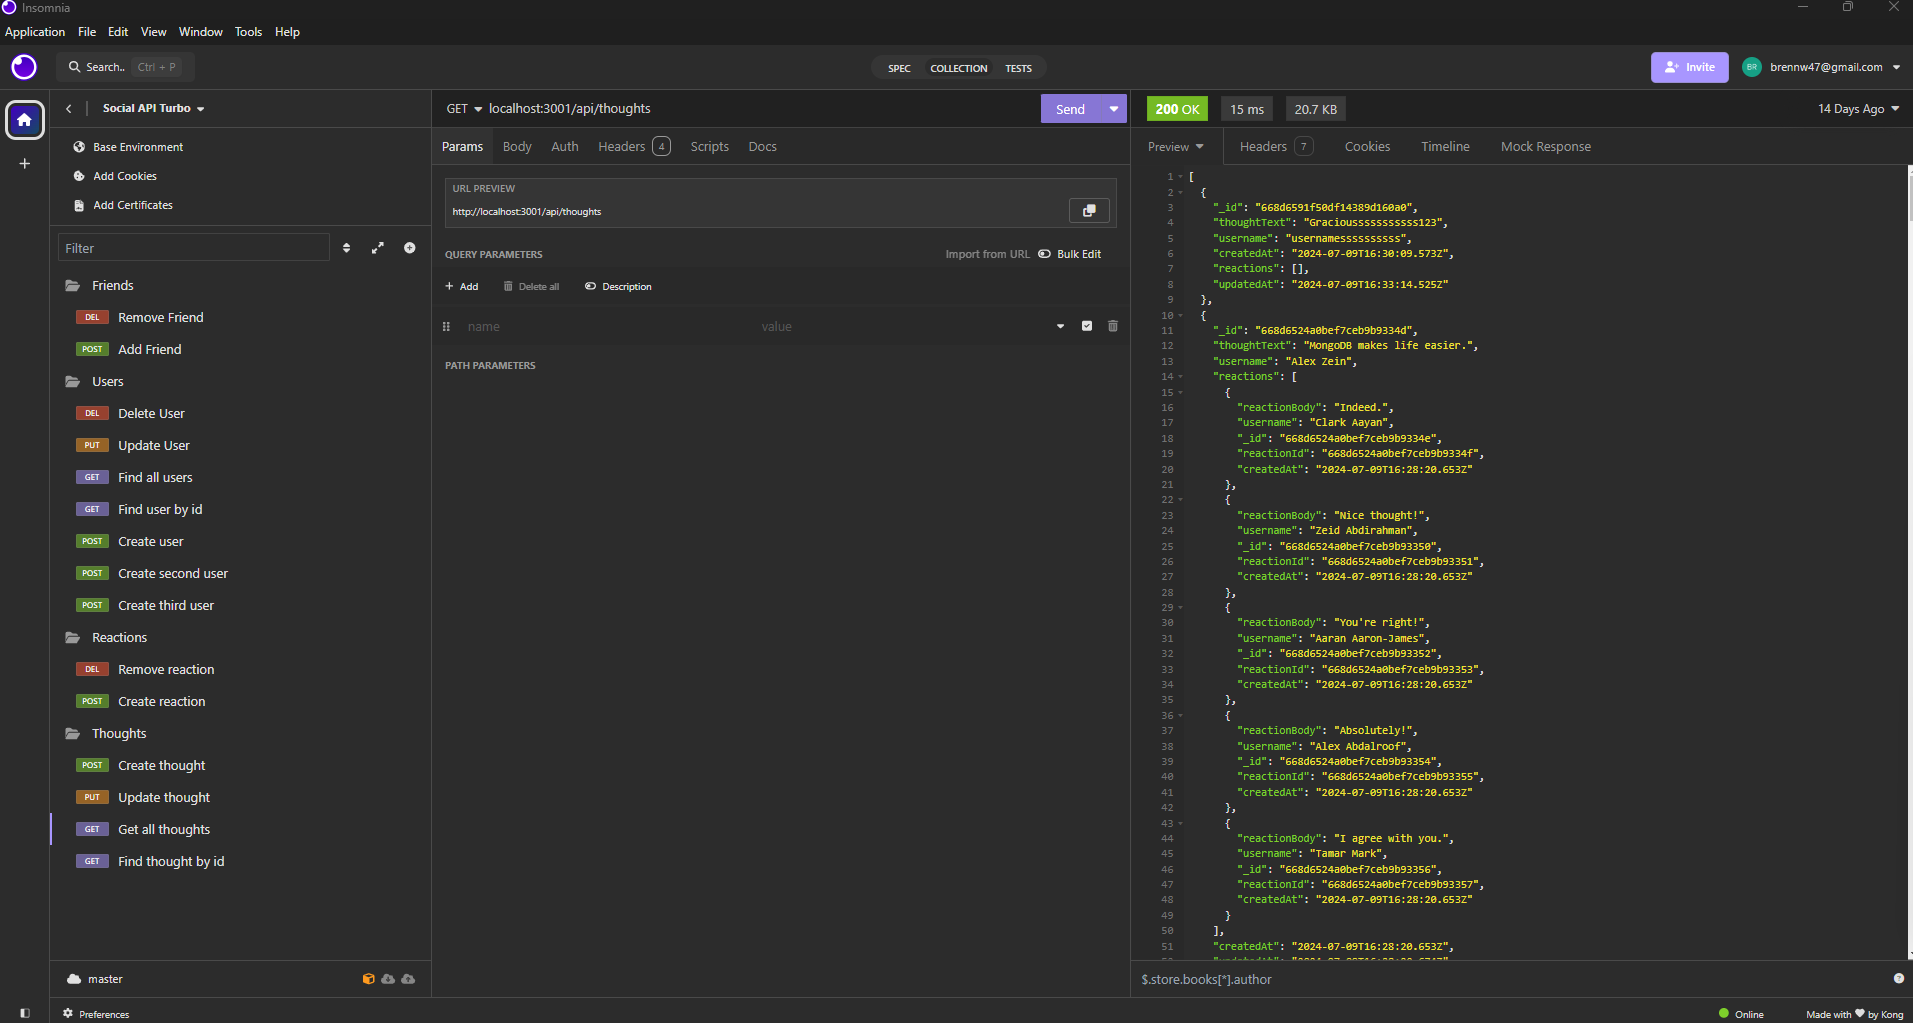 Insomnia
Application File Edit View Window Tools Help
Search.. Ctrl + P
SPEC COLLECTION TESTS
Invite BR brennw47@gmail.com
Social API Turbo
Base Environment
Add Cookies
Add Certificates
Filter
Friends
DEL Remove Friend
POST Add Friend
Users
DEL Delete User
PUT Update User
GET Find all users
GET Find user by id
POST Create user
POST Create second user
POST Create third user
Reactions
DEL Remove reaction
POST Create reaction
Thoughts
POST Create thought
PUT Update thought
GET Get all thoughts
GET Find thought by id
master
Preferences
GET localhost:3001/api/thoughts Send
Params Body Auth Headers 4 Scripts Docs
URL PREVIEW
http://localhost:3001/api/thoughts
QUERY PARAMETERS Import from URL Bulk Edit
+ Add Delete all Description
name value
PATH PARAMETERS
200 OK 15 ms 20.7 KB 14 Days Ago
Preview Headers 7 Cookies Timeline Mock Response
1 [
2 {
3 "_id": "668d6591f50df14389d160a0",
4 "thoughtText": "Graciousssssssssss123",
5 "username": "usernamesssssssssss",
6 "createdAt": "2024-07-09T16:30:09.573Z",
7 "reactions": [],
8 "updatedAt": "2024-07-09T16:33:14.525Z"
9 },
10 {
11 "_id": "668d6524a0bef7ceb9b9334d",
12 "thoughtText": "MongoDB makes life easier.",
13 "username": "Alex Zein",
14 "reactions": [
15 {
16 "reactionBody": "Indeed.",
17 "username": "Clark Aayan",
18 "_id": "668d6524a0bef7ceb9b9334e",
19 "reactionId": "668d6524a0bef7ceb9b9334f",
20 "createdAt": "2024-07-09T16:28:20.653Z"
21 },
22 {
23 "reactionBody": "Nice thought!",
24 "username": "Zeid Abdirahman",
25 "_id": "668d6524a0bef7ceb9b93350",
26 "reactionId": "668d6524a0bef7ceb9b93351",
27 "createdAt": "2024-07-09T16:28:20.653Z"
28 },
29 {
30 "reactionBody": "You're right!",
31 "username": "Aaran Aaron-James",
32 "_id": "668d6524a0bef7ceb9b93352",
33 "reactionId": "668d6524a0bef7ceb9b93353",
34 "createdAt": "2024-07-09T16:28:20.653Z"
35 },
36 {
37 "reactionBody": "Absolutely!",
38 "username": "Alex Abdalroof",
39 "_id": "668d6524a0bef7ceb9b93354",
40 "reactionId": "668d6524a0bef7ceb9b93355",
41 "createdAt": "2024-07-09T16:28:20.653Z"
42 },
43 {
44 "reactionBody": "I agree with you.",
45 "username": "Tamar Mark",
46 "_id": "668d6524a0bef7ceb9b93356",
47 "reactionId": "668d6524a0bef7ceb9b93357",
48 "createdAt": "2024-07-09T16:28:20.653Z"
49 }
50 ],
51 "createdAt": "2024-07-09T16:28:20.653Z",
$.store.books[*].author
Online Made with by Kong